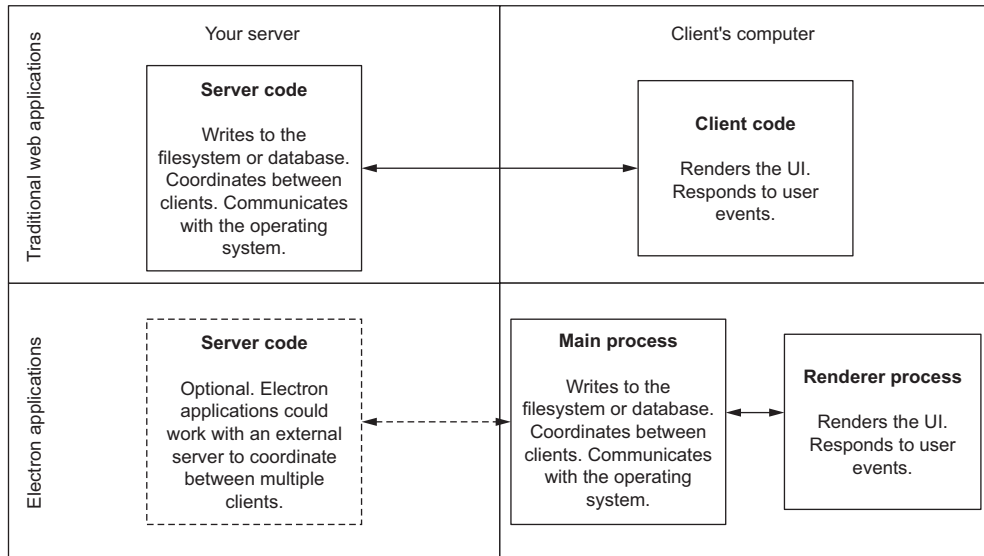 Your server
Client's computer
Traditional web applications
Server code
Writes to the
filesystem or database.
Coordinates between
clients. Communicates
with the operating
system.
Client code
Renders the UI.
Responds to user
events.
Electron applications
Server code
Optional. Electron
applications could
work with an external
server to coordinate
between multiple
clients.
Main process
Writes to the
filesystem or database.
Coordinates between
clients. Communicates
with the operating
system.
Renderer process
Renders the UI.
Responds to user
events.